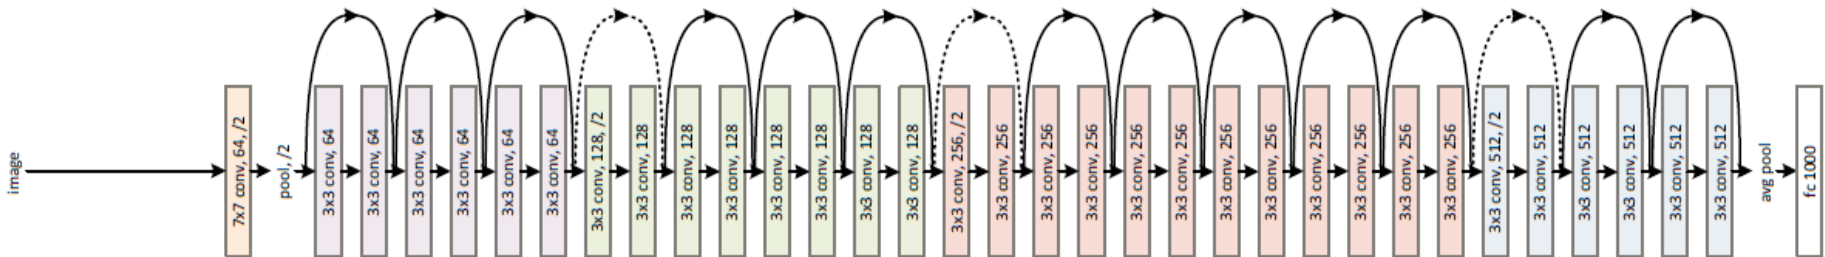 image
7x7 conv, 64, /2
pool, /2
3x3 conv, 64
3x3 conv, 64
3x3 conv, 64
3x3 conv, 64
3x3 conv, 64
3x3 conv, 64
3x3 conv, 128, /2
3x3 conv, 128
3x3 conv, 128
3x3 conv, 128
3x3 conv, 128
3x3 conv, 128
3x3 conv, 128
3x3 conv, 128
3x3 conv, 256, /2
3x3 conv, 256
3x3 conv, 256
3x3 conv, 256
3x3 conv, 256
3x3 conv, 256
3x3 conv, 256
3x3 conv, 256
3x3 conv, 256
3x3 conv, 256
3x3 conv, 256
3x3 conv, 256
3x3 conv, 512, /2
3x3 conv, 512
3x3 conv, 512
3x3 conv, 512
3x3 conv, 512
3x3 conv, 512
avg pool
fc 1000